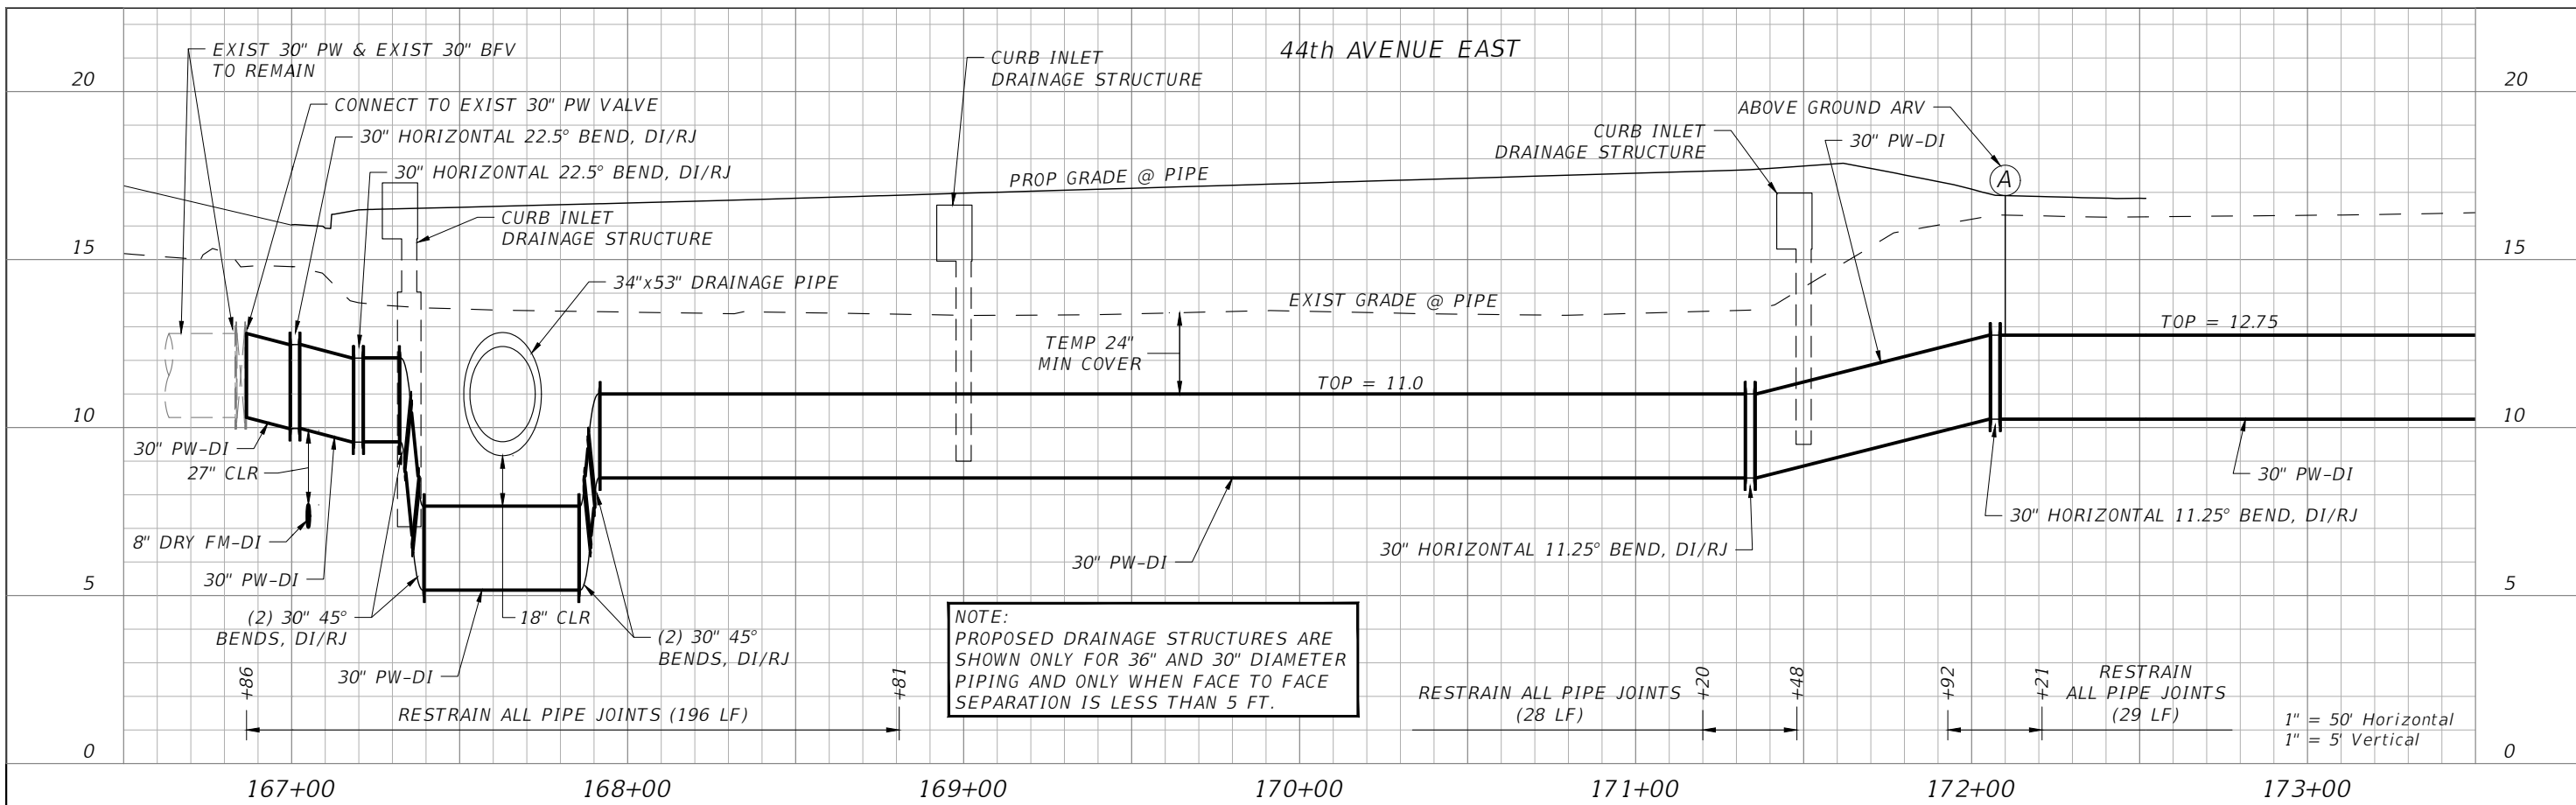 44th AVENUE EAST
EXIST 30" PW & EXIST 30" BFV
TO REMAIN
CURB INLET
DRAINAGE STRUCTURE
20
20
CONNECT TO EXIST 30" PW VALVE
ABOVE GROUND ARV
30" HORIZONTAL 22.5° BEND, DI/RJ
CURB INLET
DRAINAGE STRUCTURE
30" PW-DI
30" HORIZONTAL 22.5° BEND, DI/RJ
PROP GRADE @ PIPE
A
CURB INLET
DRAINAGE STRUCTURE
15
15
34"x53" DRAINAGE PIPE
EXIST GRADE @ PIPE
TOP = 12.75
TEMP 24"
MIN COVER
TOP = 11.0
10
10
30" PW-DI
27" CLR
30" PW-DI
8" DRY FM-DI
30" HORIZONTAL 11.25° BEND, DI/RJ
30" HORIZONTAL 11.25° BEND, DI/RJ
30" PW-DI
30" PW-DI
5
5
(2) 30" 45°
BENDS, DI/RJ
18" CLR
(2) 30" 45°
BENDS, DI/RJ
30" PW-DI
NOTE:
PROPOSED DRAINAGE STRUCTURES ARE
SHOWN ONLY FOR 36" AND 30" DIAMETER
PIPING AND ONLY WHEN FACE TO FACE
SEPARATION IS LESS THAN 5 FT.
+86
RESTRAIN ALL PIPE JOINTS (196 LF)
+81
RESTRAIN ALL PIPE JOINTS
(28 LF)
+20
+48
+92
+21
RESTRAIN
ALL PIPE JOINTS
(29 LF)
1" = 50' Horizontal
1" = 5' Vertical
0
0
167+00
168+00
169+00
170+00
171+00
172+00
173+00